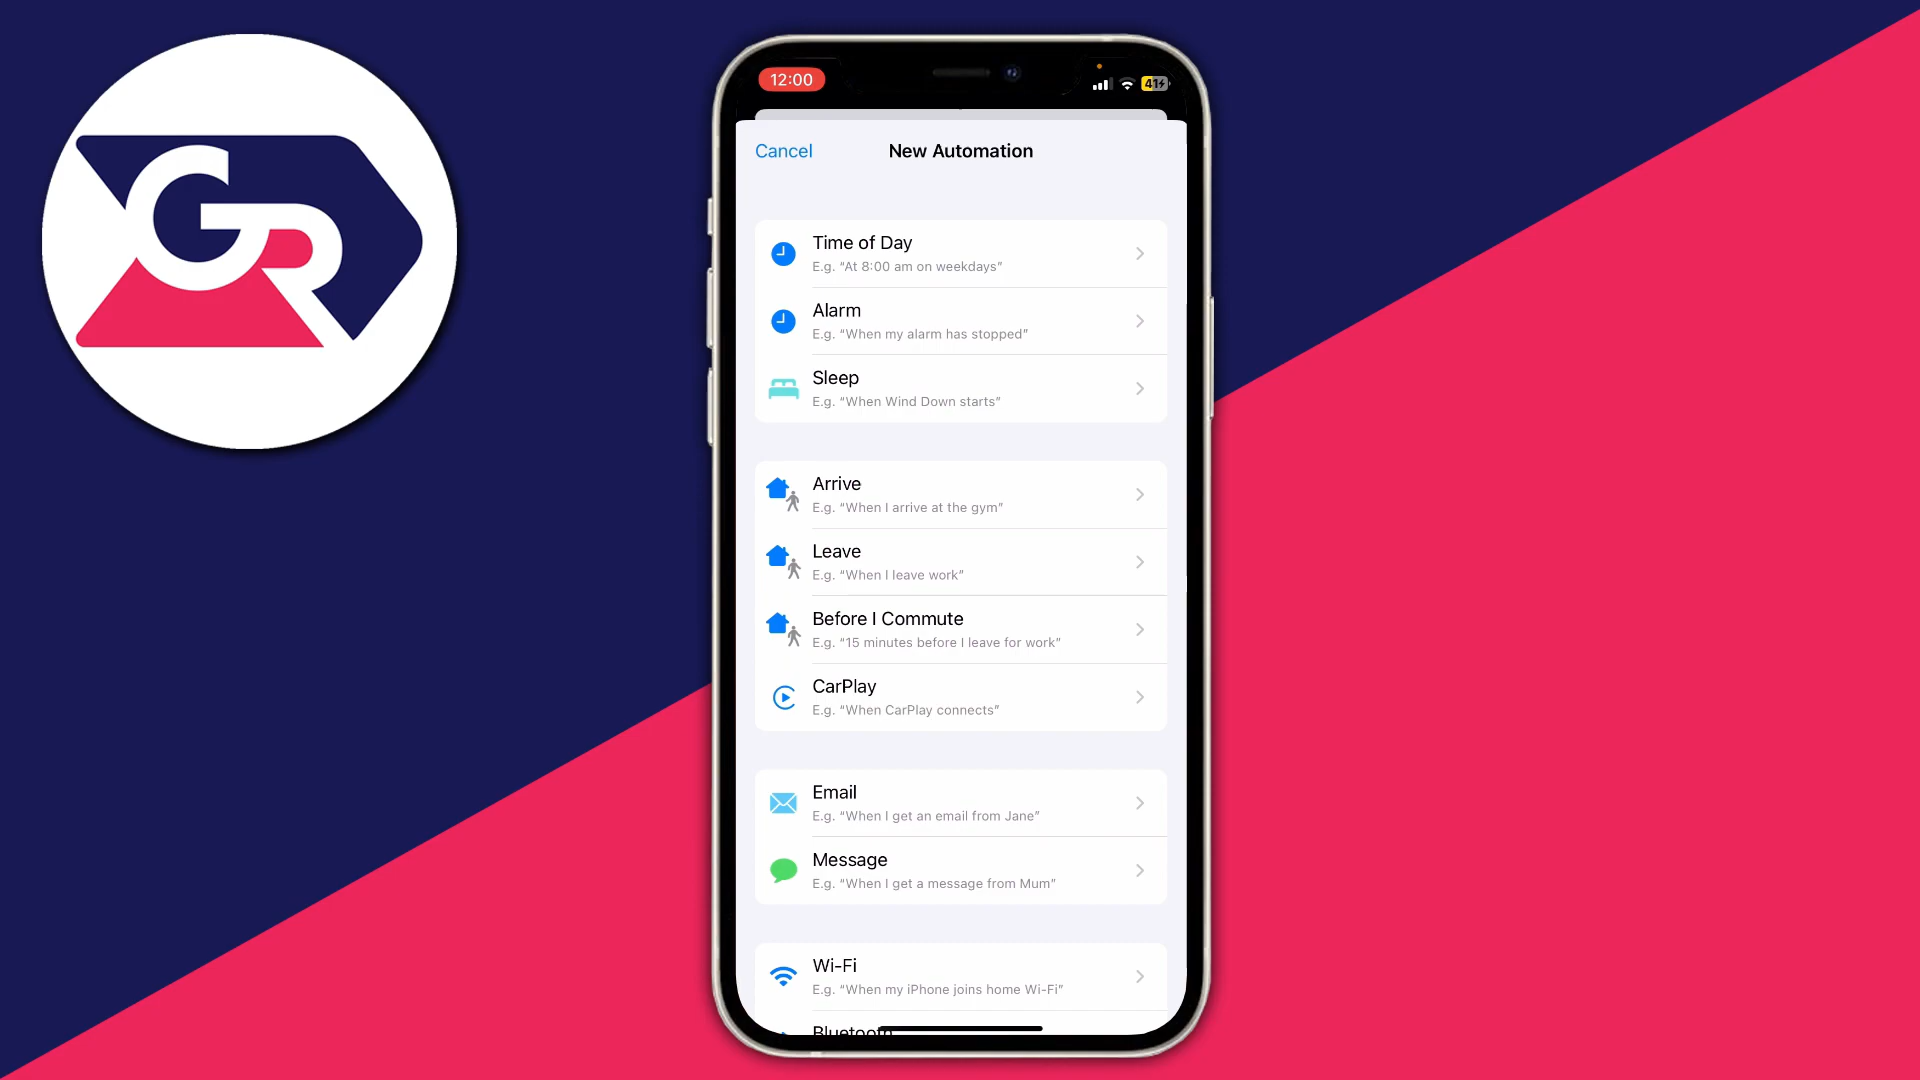 GR
12:00
41
Cancel
New Automation
Time of Day
E.g. “At 8:00 am on weekdays”
Alarm
E.g. “When my alarm has stopped”
Sleep
E.g. “When Wind Down starts”
Arrive
E.g. “When I arrive at the gym”
Leave
E.g. “When I leave work”
Before I Commute
E.g. “15 minutes before I leave for work”
CarPlay
E.g. “When CarPlay connects”
Email
E.g. “When I get an email from Jane”
Message
E.g. “When I get a message from Mum”
Wi-Fi
E.g. “When my iPhone joins home Wi-Fi”
Bluetooth